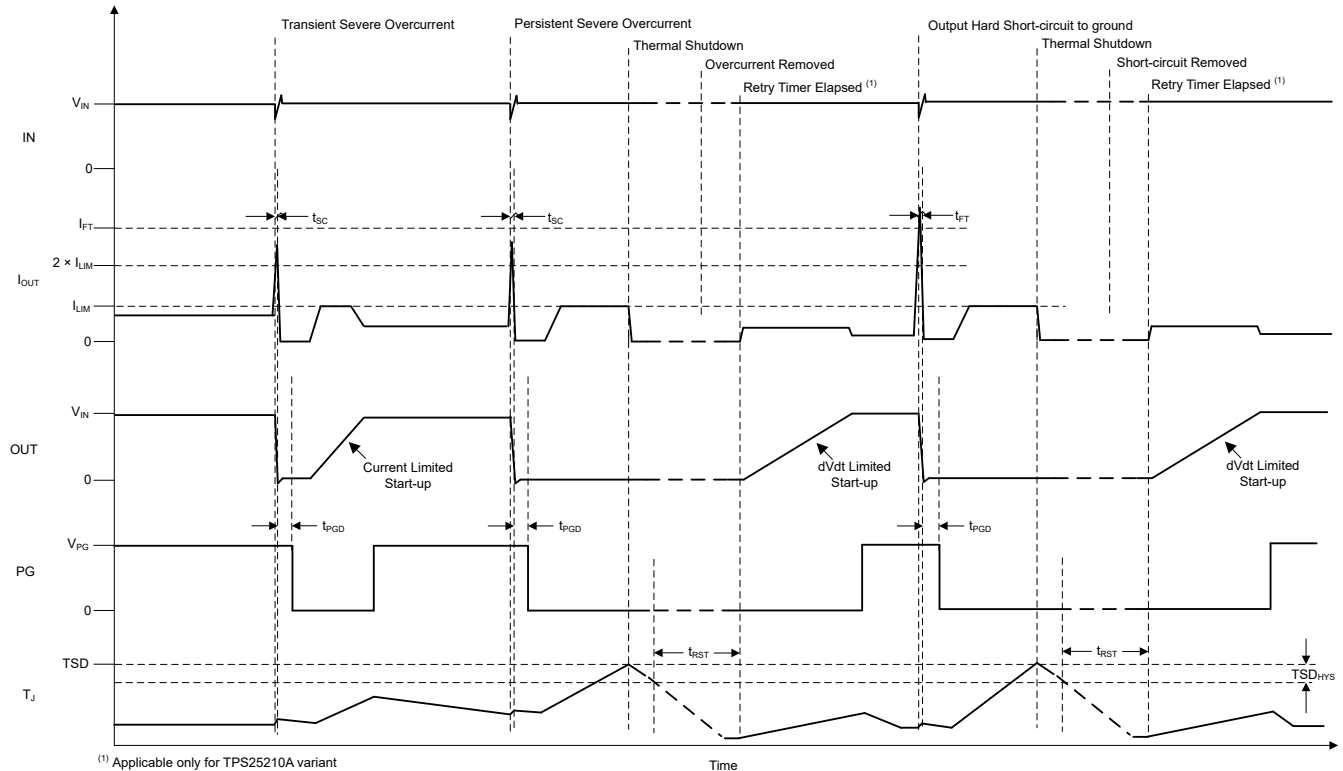 Transient Severe Overcurrent
Persistent Severe Overcurrent
Output Hard Short-circuit to ground
Thermal Shutdown
Thermal Shutdown
Overcurrent Removed
Short-circuit Removed
Retry Timer Elapsed (1)
Retry Timer Elapsed (1)
VIN
IN
0
tSC
tSC
tFT
IFT
2 × ILIM
IOUT
ILIM
0
VIN
OUT
0
Current Limited
Start-up
dVdt Limited
Start-up
dVdt Limited
Start-up
tPGD
tPGD
tPGD
VPG
PG
0
TSD
tRST
tRST
TSDHYS
TJ
(1) Applicable only for TPS25210A variant
Time